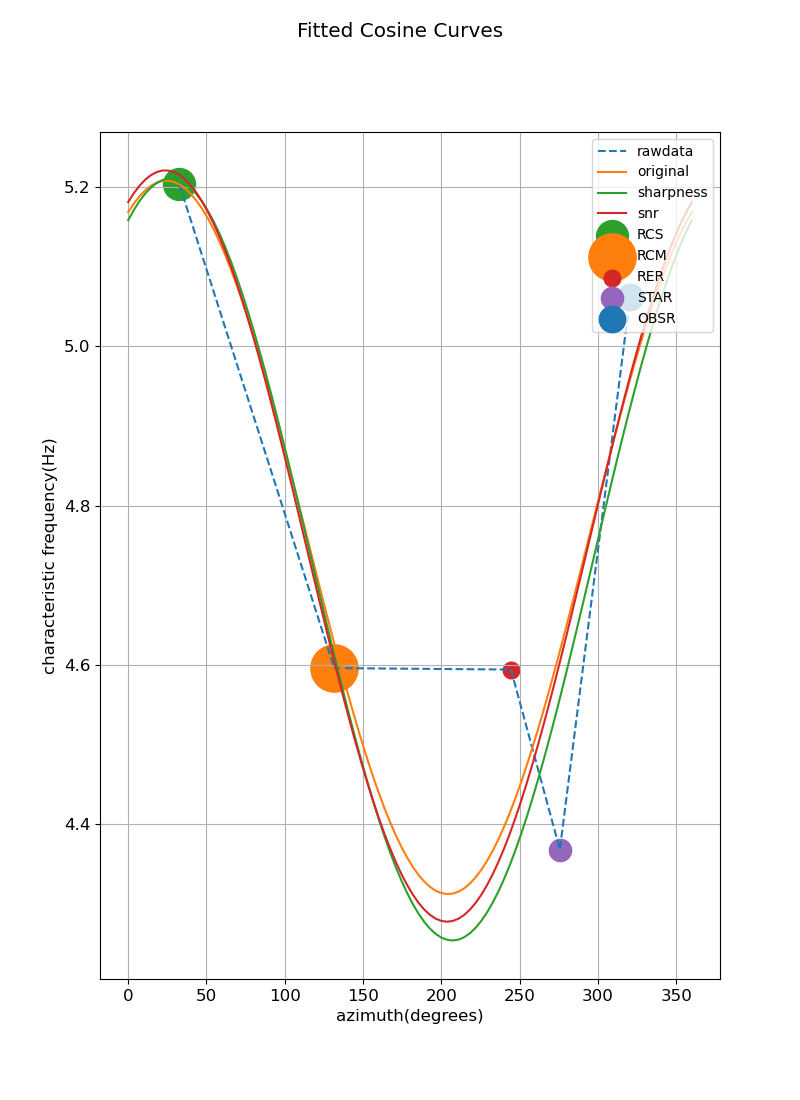 Fitted Cosine Curves
rawdata
original
sharpness
snr
RCS
RCM
RER
STAR
OBSR
5.2
5.0
4.8
4.6
4.4
characteristic frequency(Hz)
0 50 100 150 200 250 300 350
azimuth(degrees)